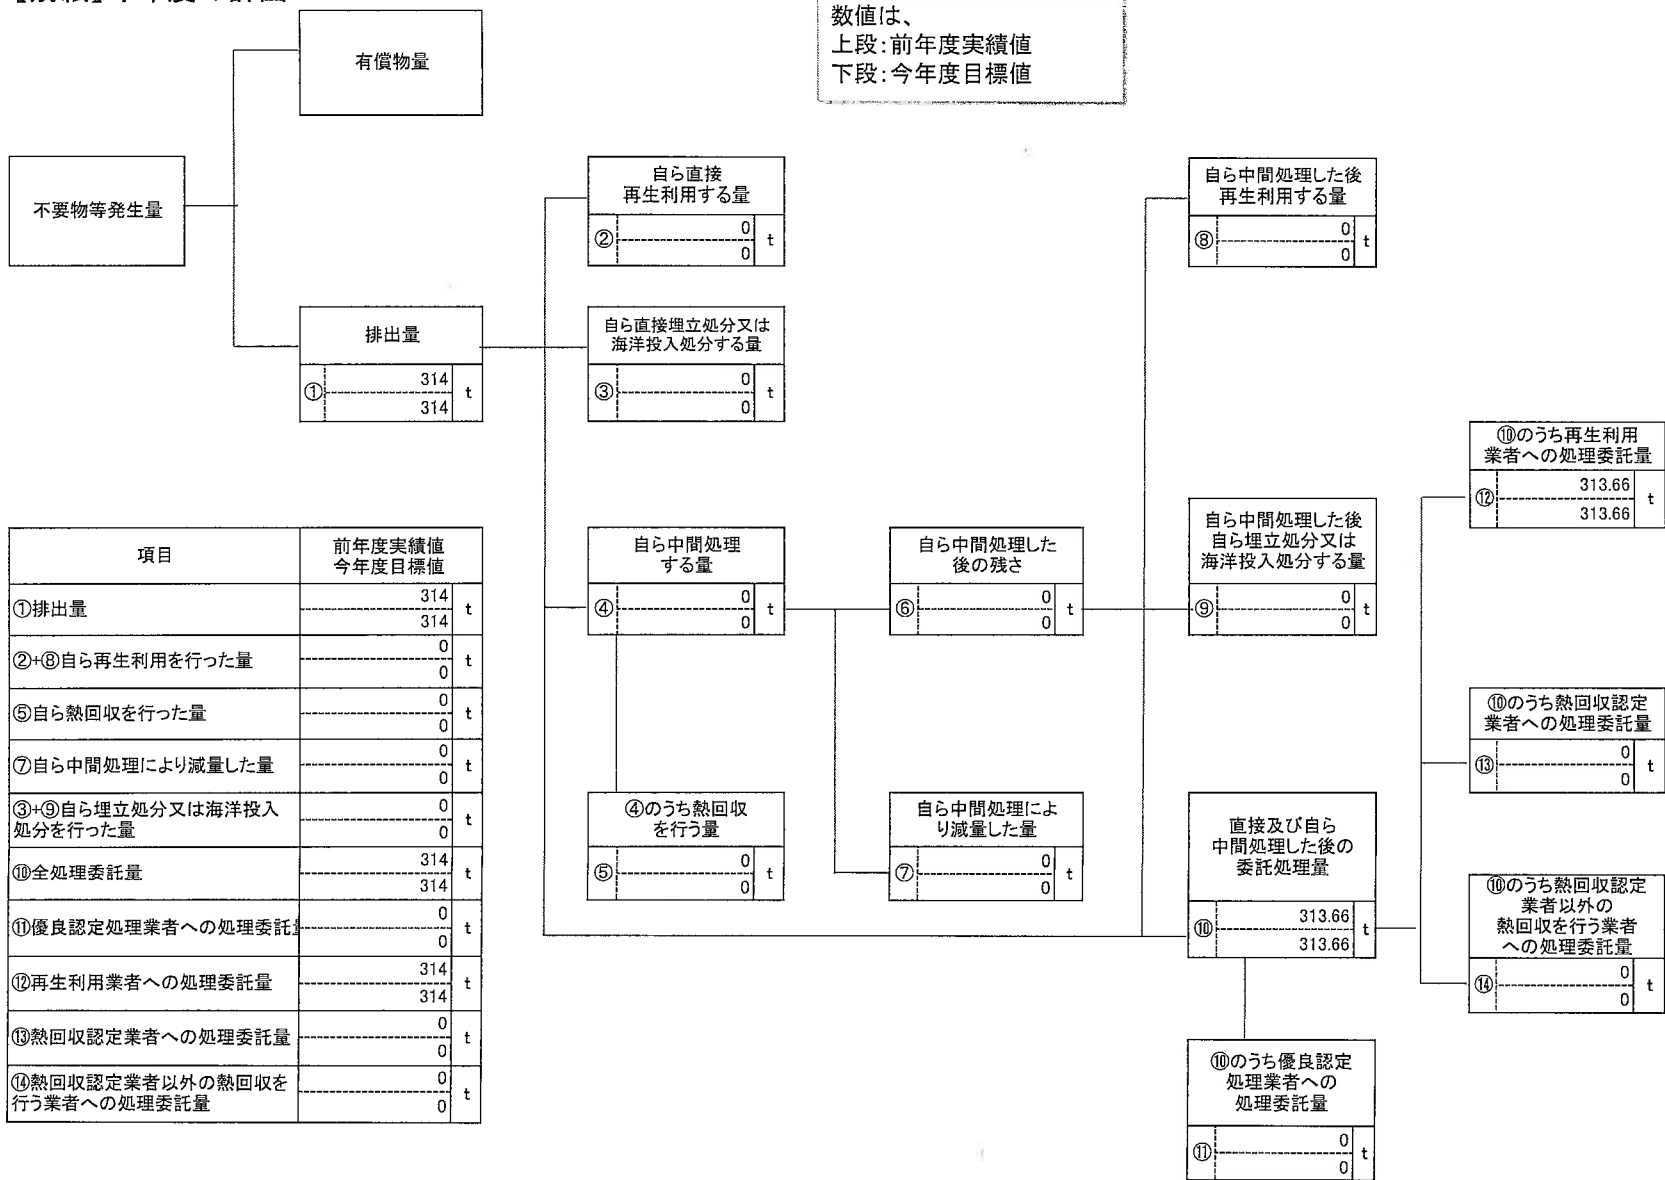 数値は、
上段：前年度実績値
下段：今年度目標値
有償物量
不要物等発生量
排出量
① 314 t
314
自ら直接
再生利用する量
② 0 t
0
自ら直接埋立処分又は
海洋投入処分する量
③ 0 t
0
自ら中間処理
する量
④ 0 t
0
④のうち熱回収
を行う量
⑤ 0 t
0
自ら中間処理した
後の残さ
⑥ 0 t
0
自ら中間処理によ
り減量した量
⑦ 0 t
0
自ら中間処理した後
再生利用する量
⑧ 0 t
0
自ら中間処理した後
自ら埋立処分又は
海洋投入処分する量
⑨ 0 t
0
直接及び自ら
中間処理した後の
委託処理量
⑩ 313.66 t
313.66
⑩のうち優良認定
処理業者への
処理委託量
⑪ 0 t
0
⑩のうち再生利用
業者への処理委託量
⑫ 313.66 t
313.66
⑩のうち熱回収認定
業者への処理委託量
⑬ 0 t
0
⑩のうち熱回収認定
業者以外の
熱回収を行う業者
への処理委託量
⑭ 0 t
0
項目 前年度実績値
今年度目標値
①排出量 314 t
314
②+⑧自ら再生利用を行った量 0 t
0
⑤自ら熱回収を行った量 0 t
0
⑦自ら中間処理により減量した量 0 t
0
③+⑨自ら埋立処分又は海洋投入
処分を行った量 0 t
0
⑩全処理委託量 314 t
314
⑪優良認定処理業者への処理委託 0 t
0
⑫再生利用業者への処理委託量 314 t
314
⑬熱回収認定業者への処理委託量 0 t
0
⑭熱回収認定業者以外の熱回収を
行う業者への処理委託量 0 t
0